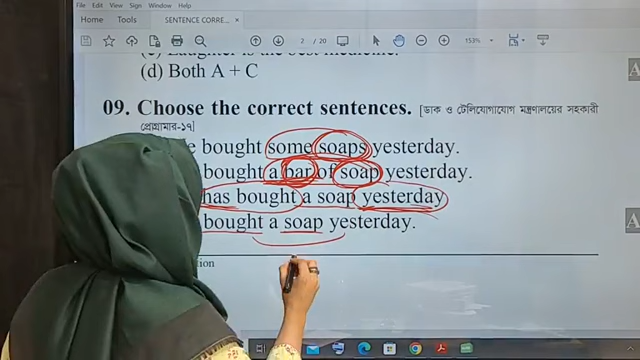 File Edit View Window Help
Home Tools SENTENCE CORRE... ×
2 / 20 153%
(d) Both A + C
09. Choose the correct sentences. [ডাক ও টেলিযোগাযোগ মন্ত্রণালয়ের সহকারী
প্রোগ্রামার-১৭]
bought some soaps yesterday.
bought a bar of soap yesterday.
has bought a soap yesterday
bought a soap yesterday.